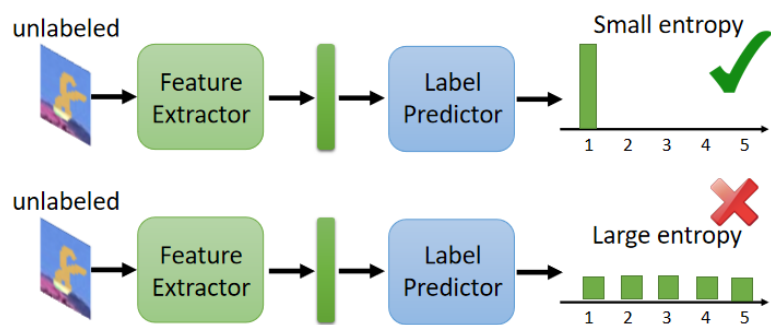 unlabeled
Feature
Extractor
Label
Predictor
Small entropy
1 2 3 4 5
unlabeled
Feature
Extractor
Label
Predictor
Large entropy
1 2 3 4 5